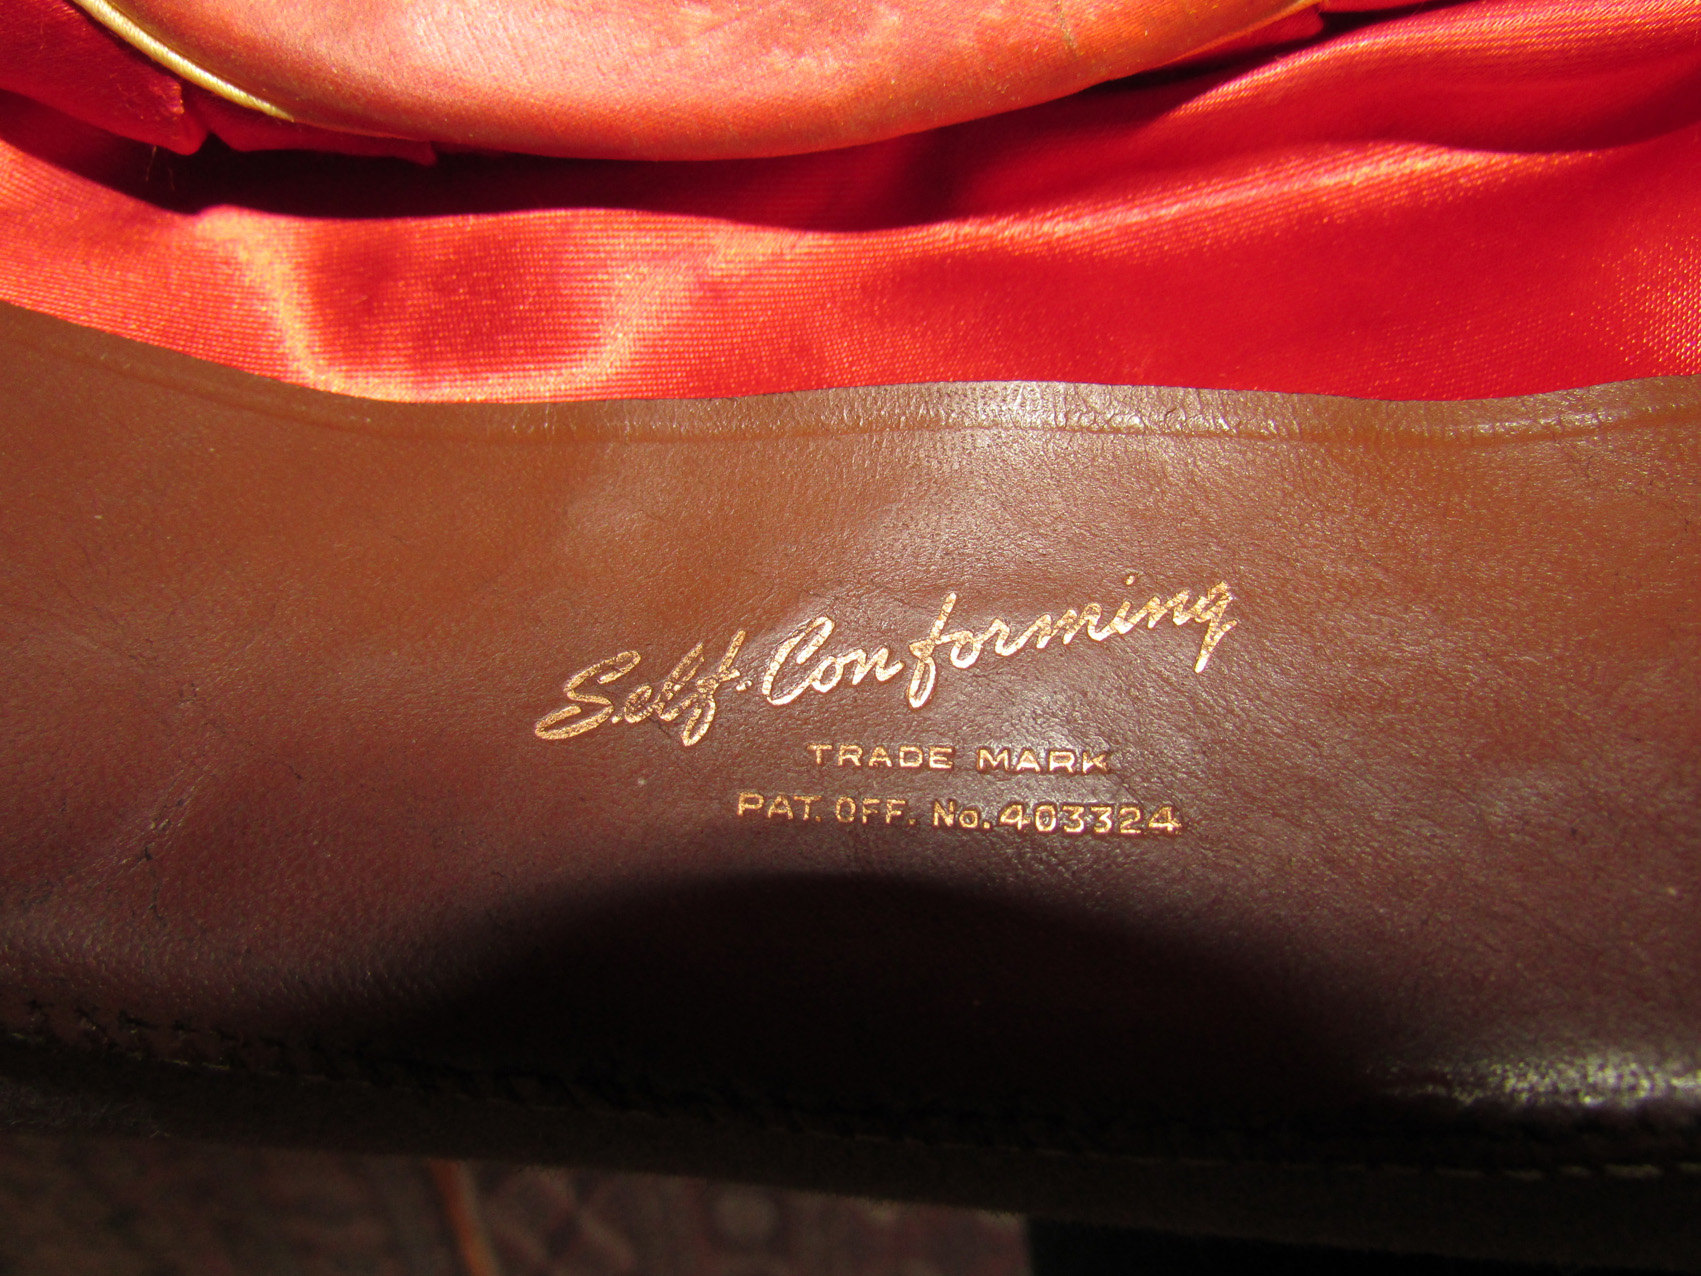 Self-Conforming
TRADE MARK
PAT. OFF. No. 403324